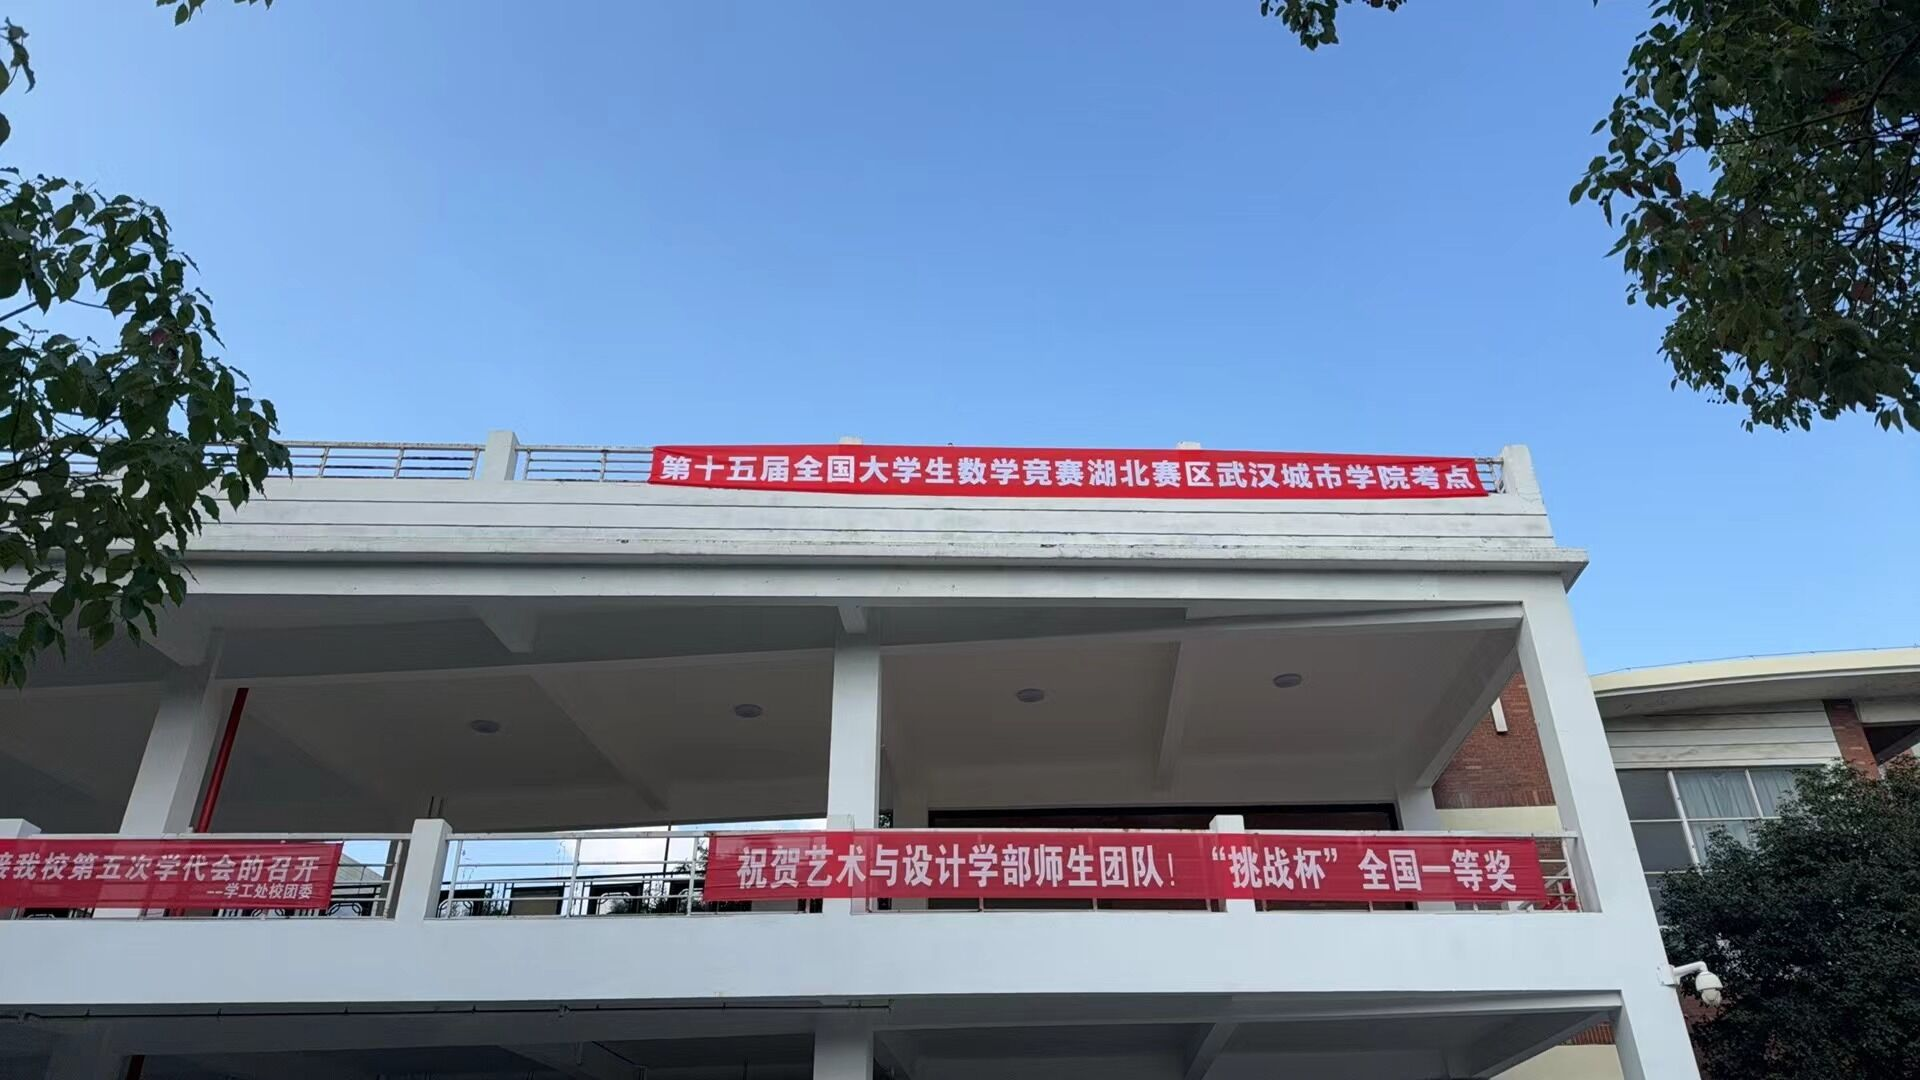 第十五届全国大学生数学竞赛湖北赛区武汉城市学院考点
接我校第五次学代会的召开
--学工处校团委
祝贺艺术与设计学部师生团队！“挑战杯”全国一等奖